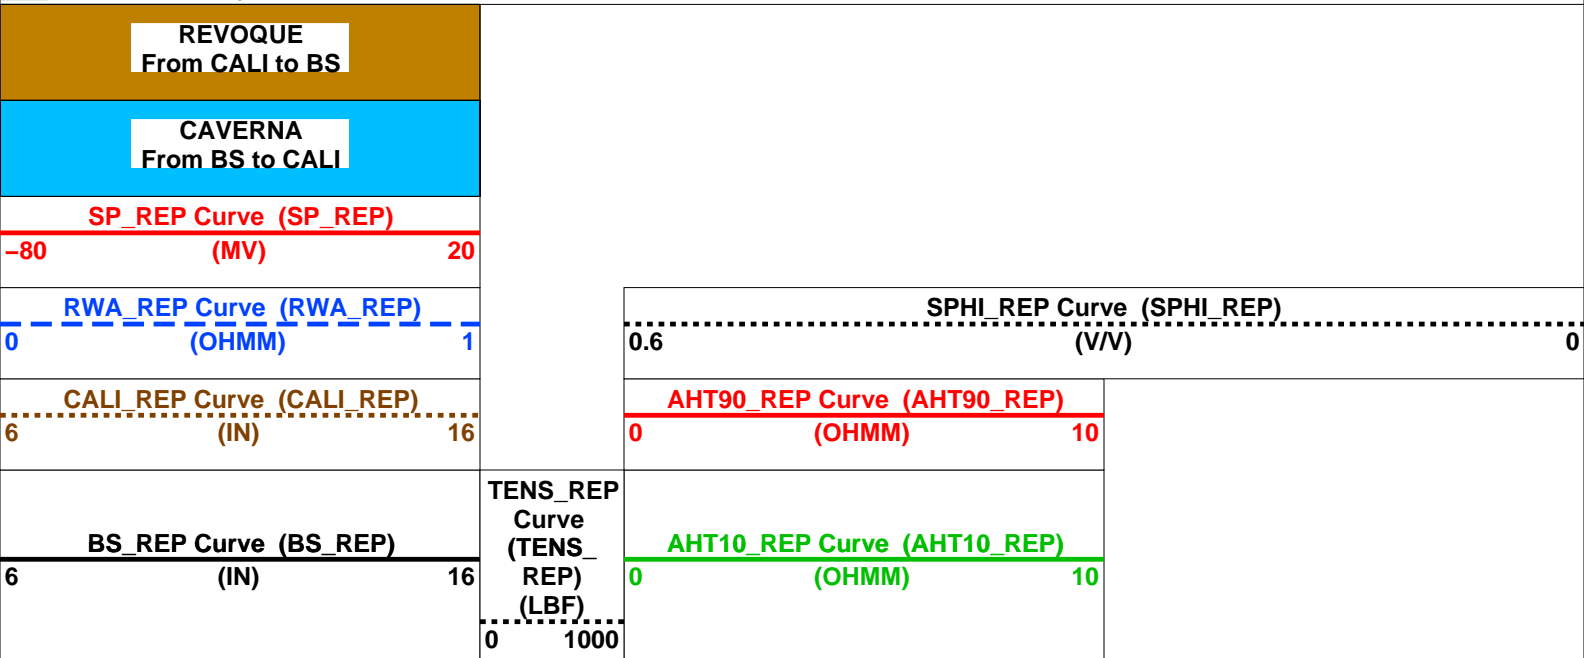 REVOQUE
From CALI to BS
CAVERNA
From BS to CALI
SP_REP Curve (SP_REP)
−80 (MV) 20
RWA_REP Curve (RWA_REP)
0 (OHMM) 1
SPHI_REP Curve (SPHI_REP)
0.6 (V/V) 0
CALI_REP Curve (CALI_REP)
6 (IN) 16
AHT90_REP Curve (AHT90_REP)
0 (OHMM) 10
BS_REP Curve (BS_REP)
6 (IN) 16
TENS_REP
Curve
(TENS_
REP)
(LBF)
0 1000
AHT10_REP Curve (AHT10_REP)
0 (OHMM) 10